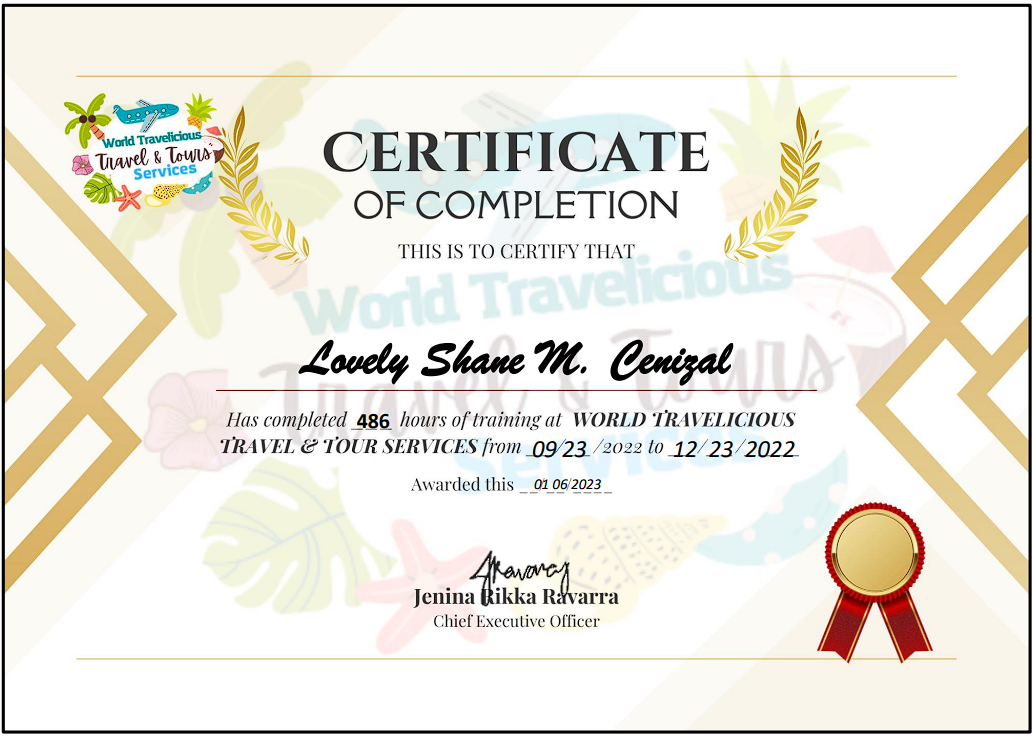 World Travelicious
Travel & Tours
Services
CERTIFICATE
OF COMPLETION
THIS IS TO CERTIFY THAT
World Travelicious
Travel & Tours
Services
Lovely Shane M. Cenizal
Has completed 486 hours of training at WORLD TRAVELICIOUS
TRAVEL & TOUR SERVICES from 09/23 /2022 to 12/23/2022
Awarded this 01 06/2023
Jenina Rikka Ravarra
Chief Executive Officer